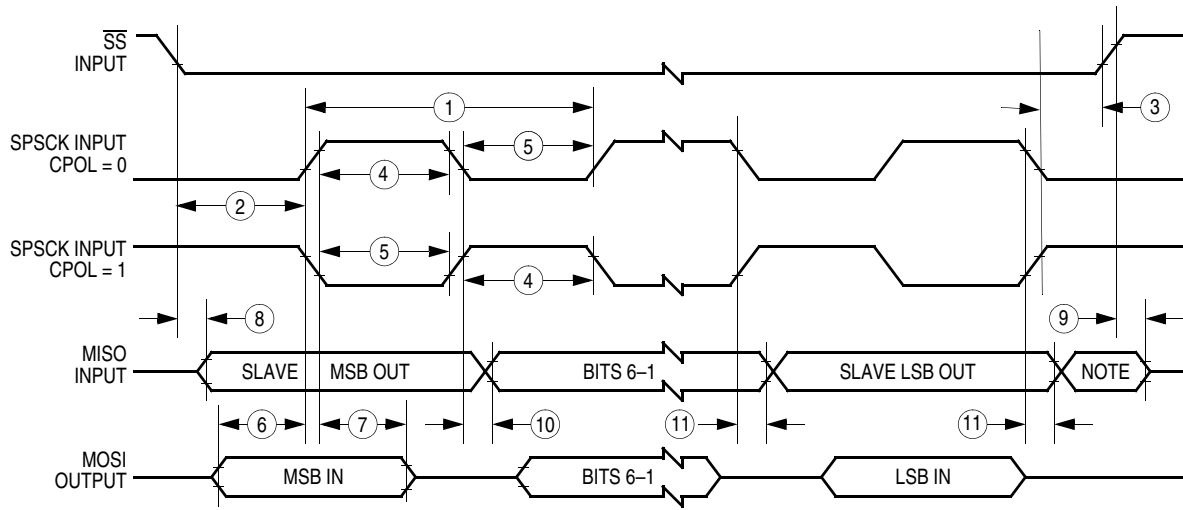 SS
INPUT
1
3
SPSCK INPUT
CPOL = 0
5
4
2
SPSCK INPUT
CPOL = 1
5
4
8
9
MISO
INPUT
SLAVE MSB OUT
BITS 6–1
SLAVE LSB OUT
NOTE
6
7
10
11
11
MOSI
OUTPUT
MSB IN
BITS 6–1
LSB IN